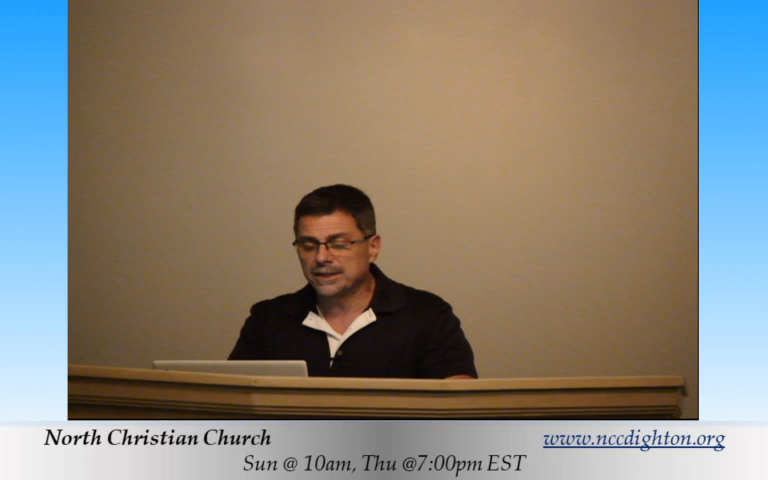 North Christian Church
www.nccdighton.org
Sun @ 10am, Thu @7:00pm EST